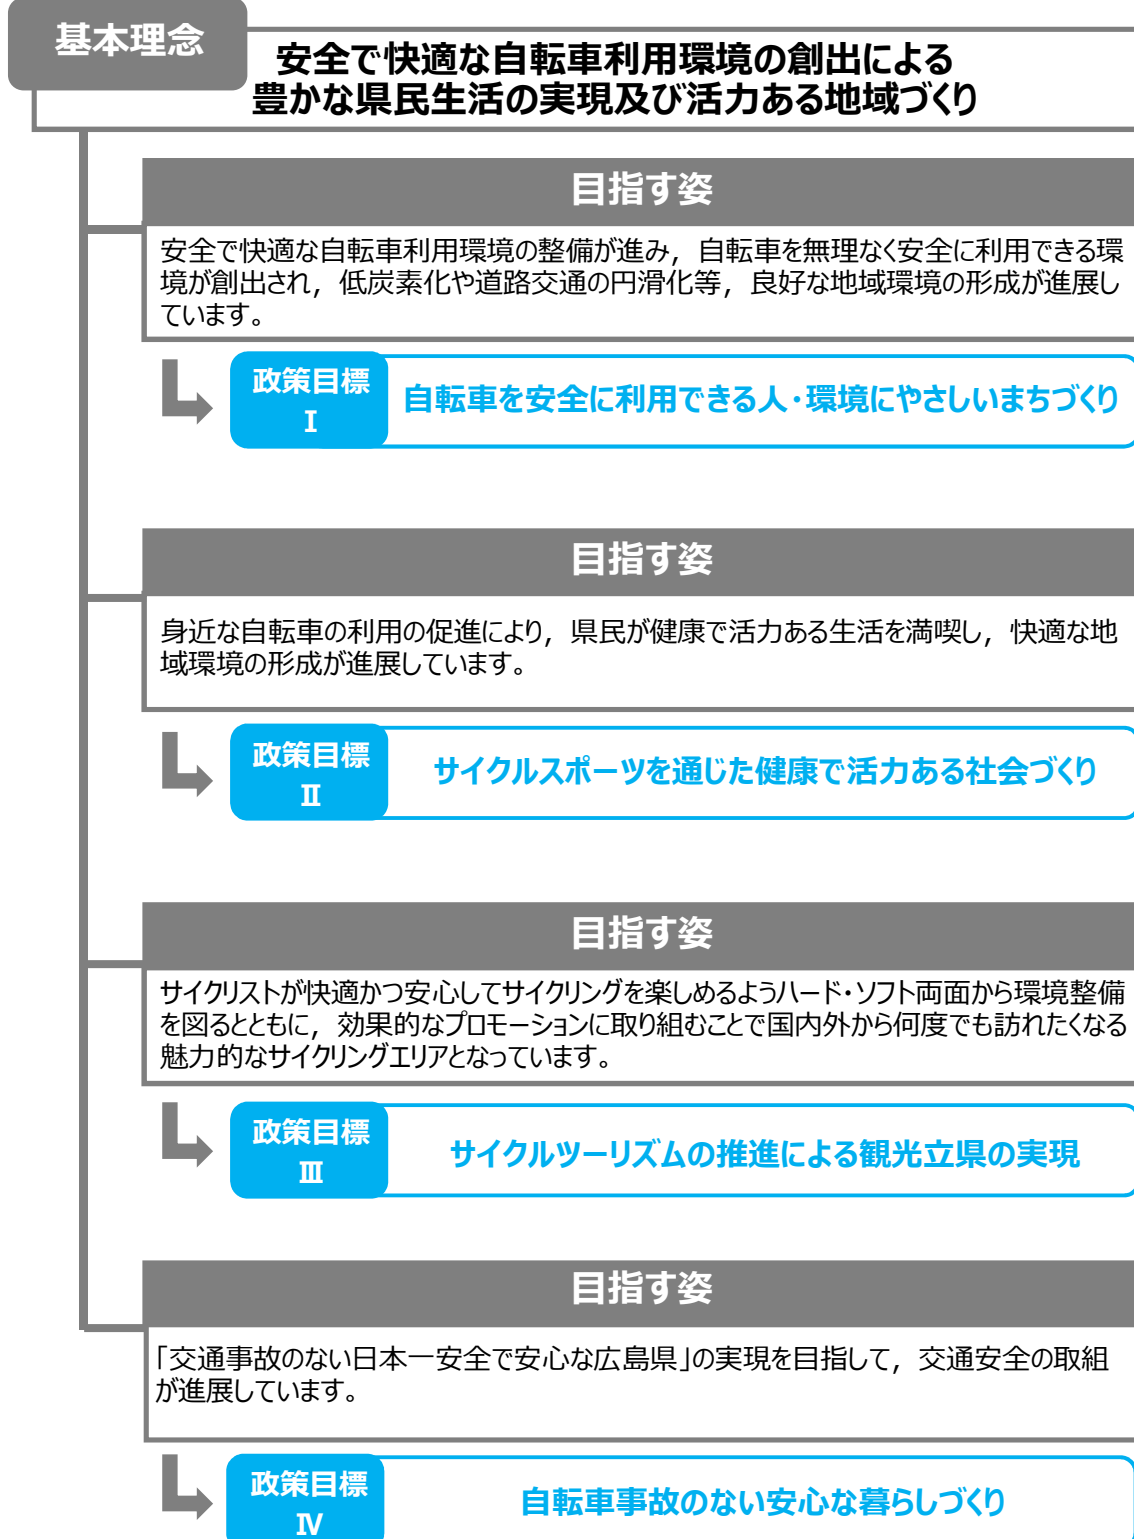 基本理念
安全で快適な自転車利用環境の創出による
豊かな県民生活の実現及び活力ある地域づくり
目指す姿
安全で快適な自転車利用環境の整備が進み，自転車を無理なく安全に利用できる環
境が創出され，低炭素化や道路交通の円滑化等，良好な地域環境の形成が進展し
ています。
政策目標
Ⅰ
自転車を安全に利用できる人・環境にやさしいまちづくり
目指す姿
身近な自転車の利用の促進により，県民が健康で活力ある生活を満喫し，快適な地
域環境の形成が進展しています。
政策目標
Ⅱ
サイクルスポーツを通じた健康で活力ある社会づくり
目指す姿
サイクリストが快適かつ安心してサイクリングを楽しめるようハード・ソフト両面から環境整備
を図るとともに，効果的なプロモーションに取り組むことで国内外から何度でも訪れたくなる
魅力的なサイクリングエリアとなっています。
政策目標
Ⅲ
サイクルツーリズムの推進による観光立県の実現
目指す姿
「交通事故のない日本一安全で安心な広島県」の実現を目指して，交通安全の取組
が進展しています。
政策目標
Ⅳ
自転車事故のない安心な暮らしづくり